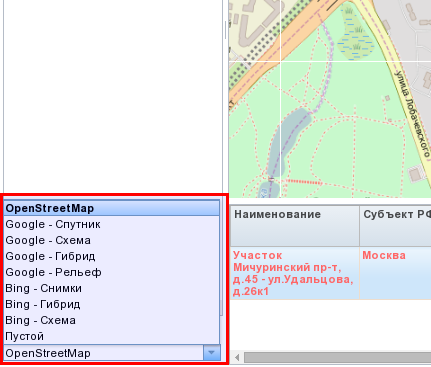 улица Лобачевского
кт
OpenStreetMap
Google - Спутник
Google - Схема
Google - Гибрид
Google - Рельеф
Bing - Снимки
Bing - Гибрид
Bing - Схема
Пустой
OpenStreetMap
Наименование
Субъект РФ
Участок
Мичуринский пр-т,
д.45 - ул.Удальцова,
д.26к1
Москва